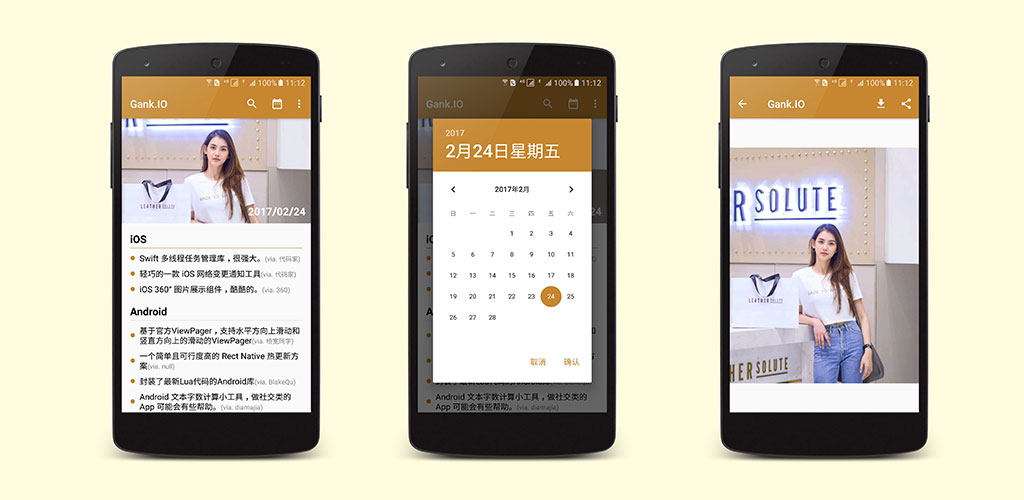 100% 11:12
Gank.IO
LEATHER
2017/02/24
iOS
Swift 多线程任务管理库，很强大。(via. 代码家)
轻巧的一款 iOS 网络变更通知工具(via. 代码家)
iOS 360° 图片展示组件，酷酷的。(via. 360)
Android
基于官方ViewPager，支持水平方向上滑动和
竖直方向上的滑动的ViewPager(via. 杨宽同学)
一个简单且可行度高的 Rect Native 热更新方
案(via. null)
封装了最新Lua代码的Android库(via. BlakeQu)
Android 文本字数计算小工具，做社交类的
App 可能会有些帮助。(via. diamajia)
100% 11:12
Gank.IO
2017
2月24日星期五
2017年2月
日 一 二 三 四 五 六
1 2 3 4
5 6 7 8 9 10 11
12 13 14 15 16 17 18
19 20 21 22 23 24 25
26 27 28
取消 确认
Android 文本字数计算小工具，做社交类的
App 可能会有些帮助。(via. diamajia)
100% 11:12
Gank.IO
ER SOLUTE
LEATHER
HER SOLUTE